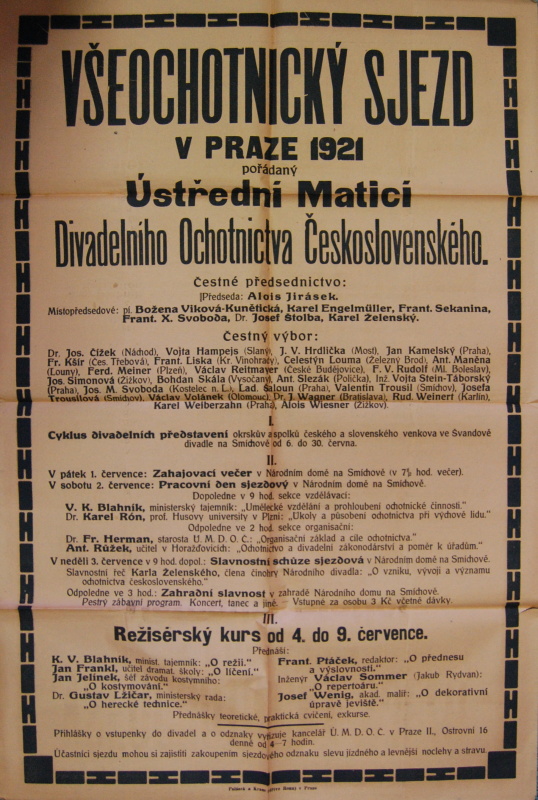 VŠEOCHOTNICKÝ SJEZD
V PRAZE 1921
pořádaný
Ústřední Maticí
Divadelního Ochotnictva Československého.
Čestné předsednictvo:
Předseda: Alois Jirásek.
Místopředsedové: pí. Božena Viková-Kunětická, Karel Engelmüller, Frant. Sekanina,
Frant. X. Svoboda, Dr. Josef Štolba, Karel Želenský.
Čestný výbor:
Dr. Jos. Čížek (Náchod), Vojta Hampejs (Slaný), J. V. Hrdlička (Most), Jan Kamelský (Praha),
Fr. Kšír (Čes. Třebová), Frant. Liska (Kr. Vinohrady), Celestýn Louma (Železný Brod), Ant. Maněna
(Louny), Ferd. Meiner (Plzeň), Václav Reitmayer (České Budějovice), F. V. Rudolf (Ml. Boleslav),
Jos. Šimonová (Žižkov), Bohdan Skála (Vysočany), Ant. Slezák (Polička), Inž. Vojta Stein-Táborský
(Praha), Jos. M. Svoboda (Kostelec n. L.), Lad. Šaloun (Praha), Valentin Trousil (Smíchov), Josefa
Trousilová (Smíchov), Václav Volánek (Olomouc), Dr. J. Wagner (Bratislava), Rud. Weinert (Karlín),
Karel Weiberzahn (Praha), Alois Wiesner (Žižkov).
I.
Cyklus divadelních představení okrskův a spolků českého a slovenského venkova ve Švandově
divadle na Smíchově od 6. do 30. června.
II.
V pátek 1. července: Zahajovací večer v Národním domě na Smíchově (v 7½ hod. večer).
V sobotu 2. července: Pracovní den sjezdový v Národním domě na Smíchově.
Dopoledne v 9 hod. sekce vzdělávací:
V. K. Blahník, ministerský tajemník: „Umělecké vzdělání a prohloubení ochotnické činnosti."
Dr. Karel Rón, prof. Husovy university v Plzni: „Úkoly a působení ochotnictva při výchově lidu."
Odpoledne ve 2 hod. sekce organisační:
Dr. Fr. Herman, starosta U. M. D. O. Č.: „Organisační základ a cíle ochotnictva."
Ant. Růžek, učitel v Horažďovicích: „Ochotnictvo a divadelní zákonodárství a poměr k úřadům."
V neděli 3. července v 9 hod. dopol.: Slavnostní schůze sjezdová v Národním domě na Smíchově.
Slavnostní řeč Karla Želenského, člena činohry Národního divadla: „O vzniku, vývoji a významu
ochotnictva československého."
Odpoledne ve 3 hod.: Zahradní slavnost v zahradě Národního domu na Smíchově.
Pestrý zábavný program. Koncert, tanec a jiné. Vstupné za osobu 3 Kč včetně dávky.
III.
Režisérský kurs od 4. do 9. července.
Přednáší:
K. V. Blahník, minist. tajemník: „O režii."
Jan Frankl, učitel dramat. školy: „O líčení."
Jan Jelínek, šéf závodu kostymního:
„O kostymování."
Dr. Gustav Lžičar, ministerský rada:
„O herecké technice."
Frant. Ptáček, redaktor: „O přednesu
a výslovnosti."
Inženýr Václav Sommer (Jakub Rydvan):
„O repertoáru."
Josef Wenig, akad. malíř: „O dekorativní
úpravě jeviště."
Přednášky teoretické, praktická cvičení, exkurse.
Přihlášky o vstupenky do divadel a o odznaky vyřizuje kancelář Ú. M. D. O. Č. v Praze II., Ostrovní 16
denně od 4–7 hodin.
Účastníci sjezdu mohou si zajistiti zakoupením sjezdového odznaku slevu jízdného a levnější noclehy a stravu.
v Praze